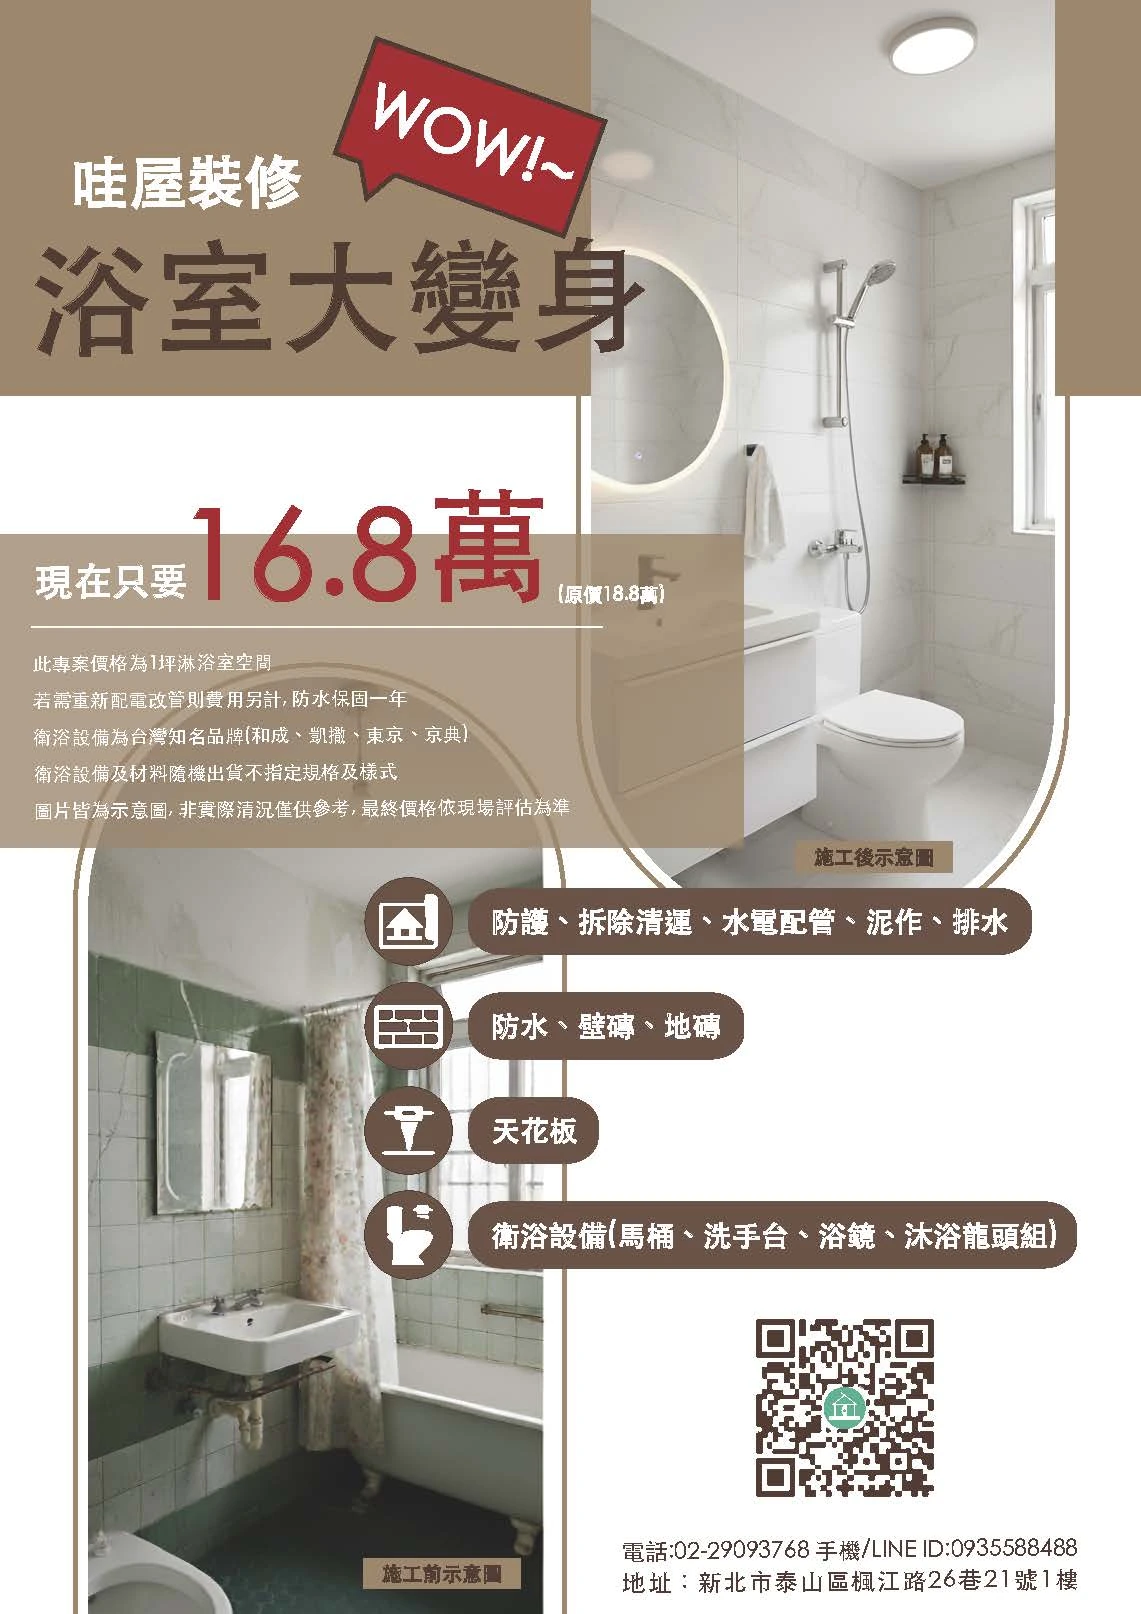 WOW!~
哇屋裝修
浴室大變身
現在只要16.8萬(原價18.8萬)
此專案價格為1坪淋浴室空間
若需重新配電改管則費用另計,防水保固一年
衛浴設備為台灣知名品牌(和成、凱撒、東京、京典)
衛浴設備及材料隨機出貨不指定規格及樣式
圖片皆為示意圖,非實際清況僅供參考,最終價格依現場評估為準
施工後示意圖
防護、拆除清運、水電配管、泥作、排水
防水、壁磚、地磚
天花板
衛浴設備(馬桶、洗手台、浴鏡、沐浴龍頭組)
施工前示意圖
電話:02-29093768 手機/LINE ID:0935588488
地址：新北市泰山區楓江路26巷21號1樓